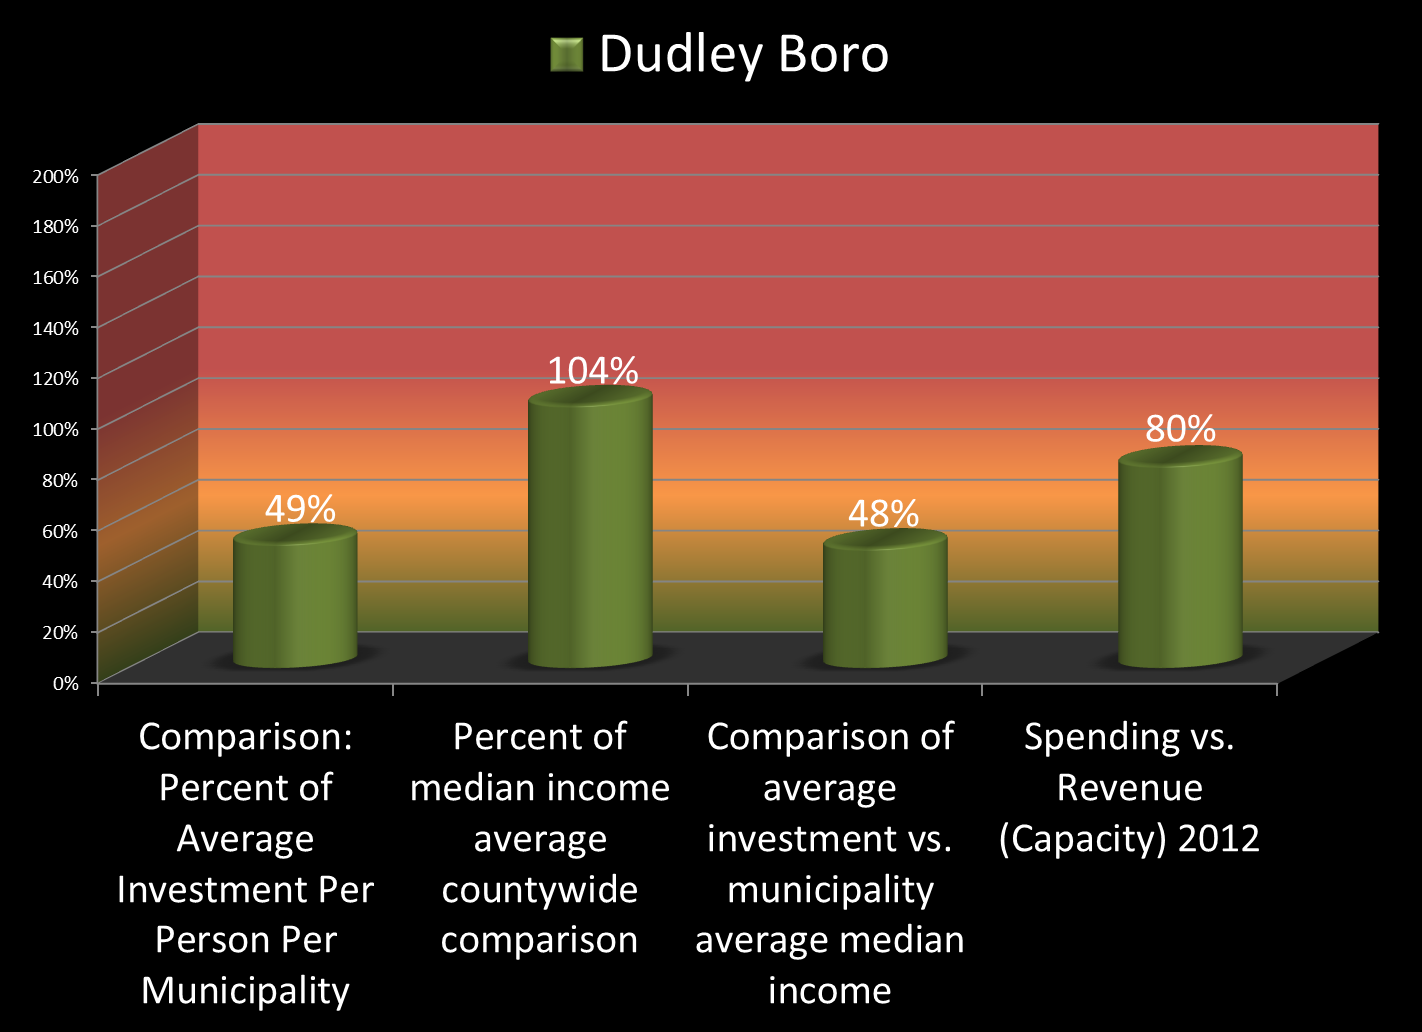 Dudley Boro
200%
180%
160%
140%
120%
100%
80%
60%
40%
20%
0%
49%
104%
48%
80%
Comparison:
Percent of
Average
Investment Per
Person Per
Municipality
Percent of
median income
average
countywide
comparison
Comparison of
average
investment vs.
municipality
average median
income
Spending vs.
Revenue
(Capacity) 2012